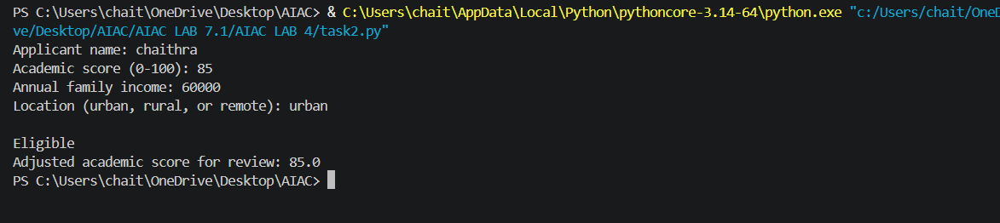 PS C:\Users\chait\OneDrive\Desktop\AIAC> & C:\Users\chait\AppData\Local\Python\pythoncore-3.14-64\python.exe "c:/Users/chait/OneD
ve/Desktop/AIAC/AIAC LAB 7.1/AIAC LAB 4/task2.py"
Applicant name: chaithra
Academic score (0-100): 85
Annual family income: 60000
Location (urban, rural, or remote): urban
Eligible
Adjusted academic score for review: 85.0
PS C:\Users\chait\OneDrive\Desktop\AIAC>